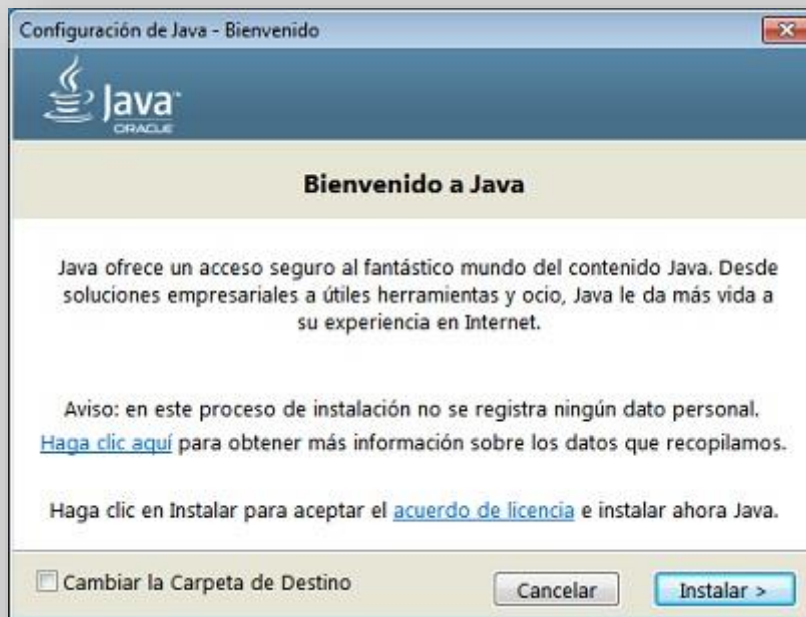 Configuración de Java - Bienvenido
Java™
ORACLE
Bienvenido a Java
Java ofrece un acceso seguro al fantástico mundo del contenido Java. Desde
soluciones empresariales a útiles herramientas y ocio, Java le da más vida a
su experiencia en Internet.
Aviso: en este proceso de instalación no se registra ningún dato personal.
Haga clic aquí para obtener más información sobre los datos que recopilamos.
Haga clic en Instalar para aceptar el acuerdo de licencia e instalar ahora Java.
Cambiar la Carpeta de Destino
Cancelar
Instalar >